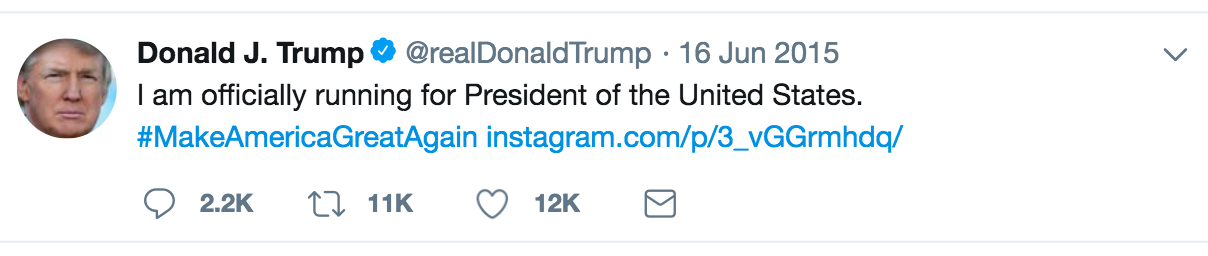 Donald J. Trump @realDonaldTrump · 16 Jun 2015
I am officially running for President of the United States.
#MakeAmericaGreatAgain instagram.com/p/3_vGGrmhdq/
2.2K 11K 12K